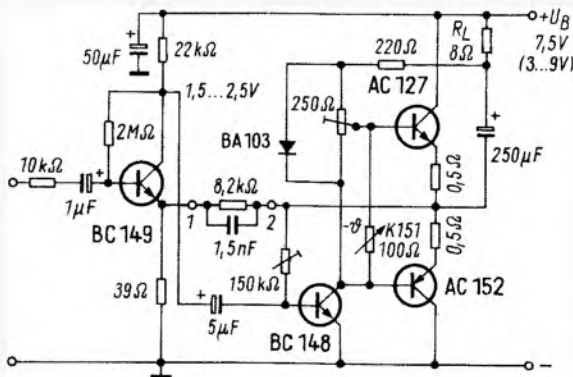 50µF
+
22kΩ
1,5...2,5V
R_L
8Ω
+U_B
7,5V
(3...9V)
220Ω
AC 127
250Ω
BA 103
+
250µF
0,5Ω
2MΩ
10kΩ
+
1µF
BC 149
8,2kΩ
1
2
1,5nF
-ϑ
K151
100Ω
0,5Ω
AC 152
150kΩ
39Ω
+
5µF
BC 148
-